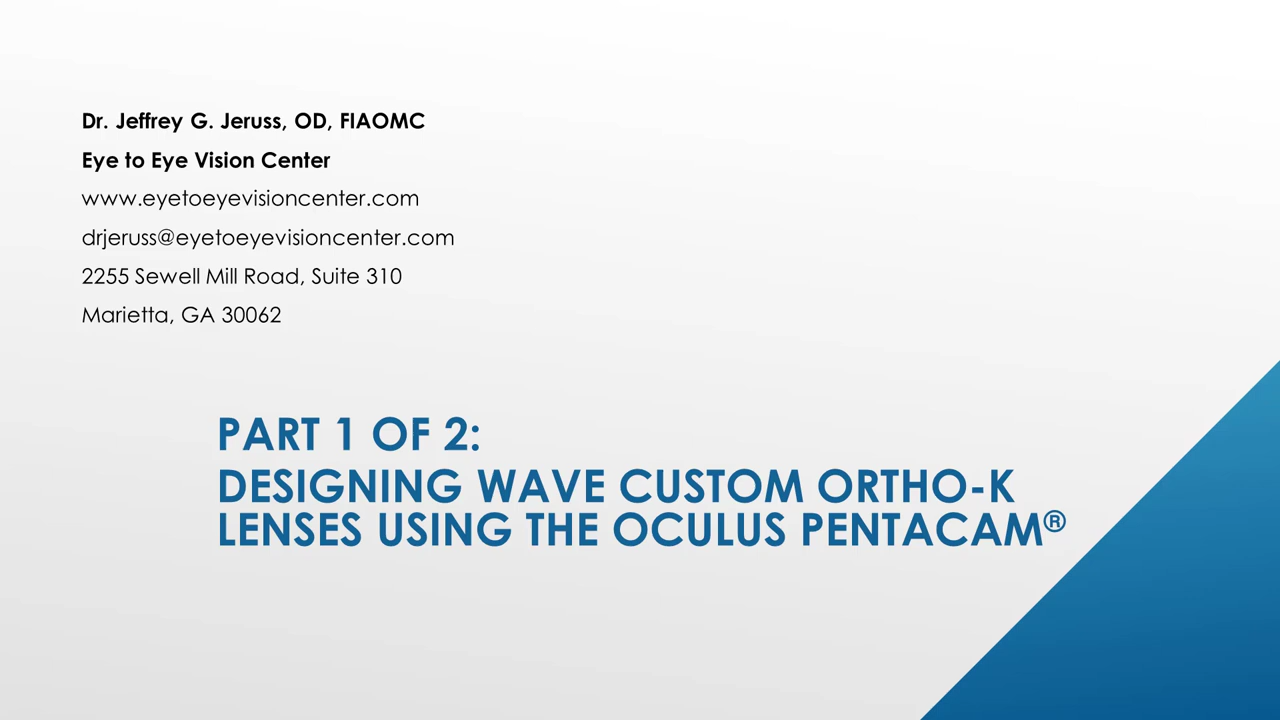 Dr. Jeffrey G. Jeruss, OD, FIAOMC
Eye to Eye Vision Center
www.eyetoeyevisioncenter.com
drjeruss@eyetoeyevisioncenter.com
2255 Sewell Mill Road, Suite 310
Marietta, GA 30062
PART 1 OF 2:
DESIGNING WAVE CUSTOM ORTHO-K
LENSES USING THE OCULUS PENTACAM®